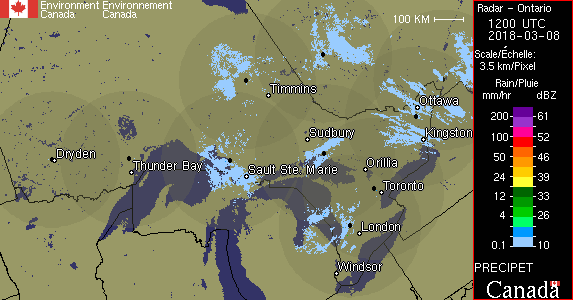 Environment Environnement
Canada Canada
100 KM
Timmins
Ottawa
Sudbury
Kingston
Dryden
Thunder Bay
Sault Ste. Marie
Orillia
Toronto
London
Windsor
Radar - Ontario
1200 UTC
2018-03-08
Scale/Échelle:
3.5 km/Pixel
Rain/Pluie
mm/hr dBZ
200 61
100 52
50 46
24 39
12 33
4 26
0.1 10
PRECIPET
Canada